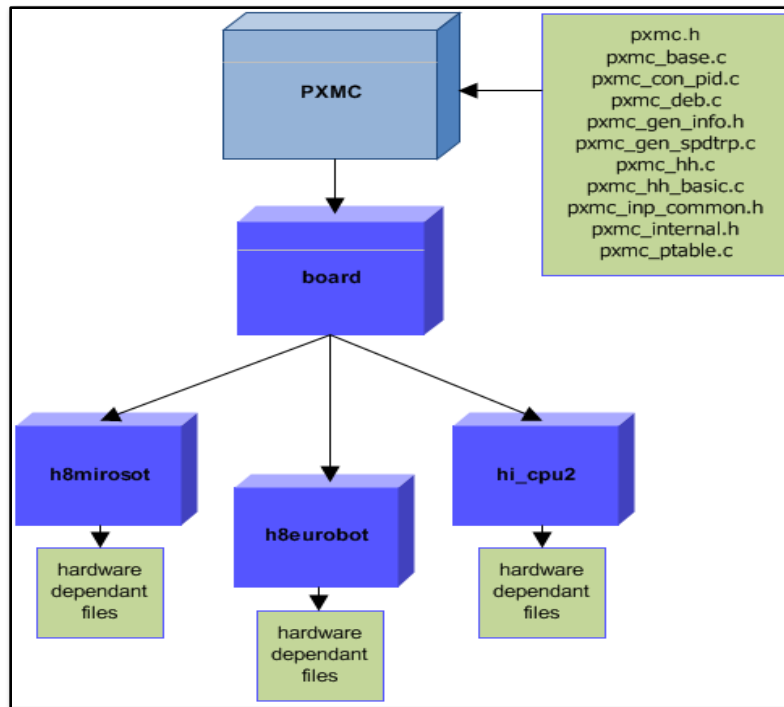 PXMC
pxmc.h
pxmc_base.c
pxmc_con_pid.c
pxmc_deb.c
pxmc_gen_info.h
pxmc_gen_spdtrp.c
pxmc_hh.c
pxmc_hh_basic.c
pxmc_inp_common.h
pxmc_internal.h
pxmc_ptable.c
board
h8mirosot
h8eurobot
hi_cpu2
hardware
dependant
files
hardware
dependant
files
hardware
dependant
files